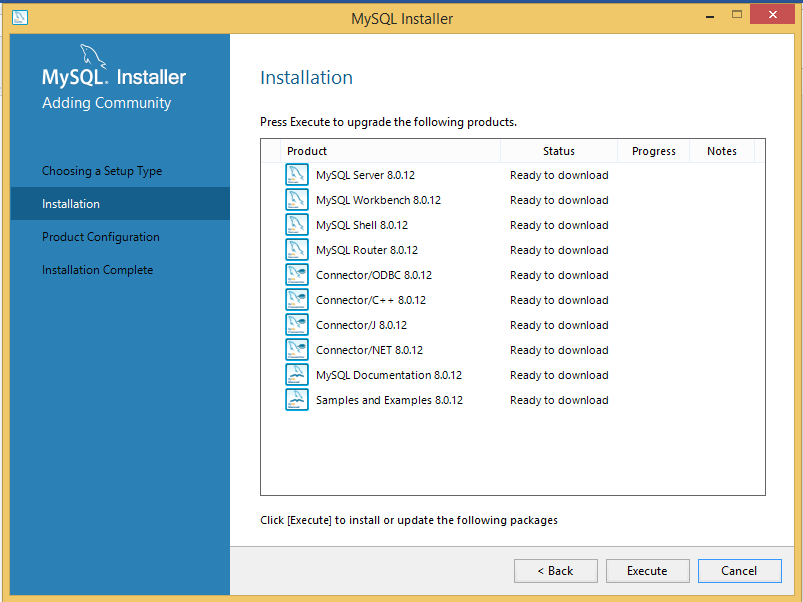 MySQL Installer
MySQL. Installer
Adding Community
Choosing a Setup Type
Installation
Product Configuration
Installation Complete
Installation
Press Execute to upgrade the following products.
Product Status Progress Notes
MySQL Server 8.0.12 Ready to download
MySQL Workbench 8.0.12 Ready to download
MySQL Shell 8.0.12 Ready to download
MySQL Router 8.0.12 Ready to download
Connector/ODBC 8.0.12 Ready to download
Connector/C++ 8.0.12 Ready to download
Connector/J 8.0.12 Ready to download
Connector/NET 8.0.12 Ready to download
MySQL Documentation 8.0.12 Ready to download
Samples and Examples 8.0.12 Ready to download
Click [Execute] to install or update the following packages
< Back Execute Cancel